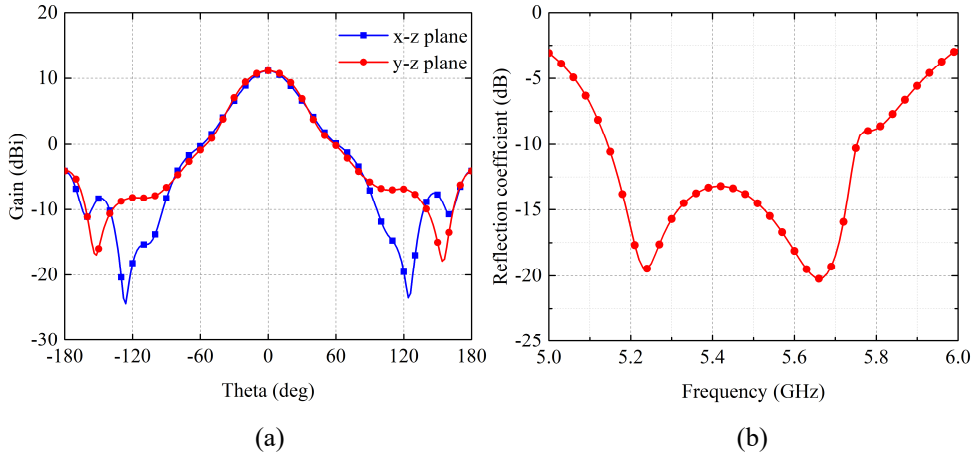 20
10
0
-10
-20
-30
Gain (dBi)
x-z plane
y-z plane
-180 -120 -60 0 60 120 180
Theta (deg)
(a)
0
-5
-10
-15
-20
-25
Reflection coefficient (dB)
5.0 5.2 5.4 5.6 5.8 6.0
Frequency (GHz)
(b)